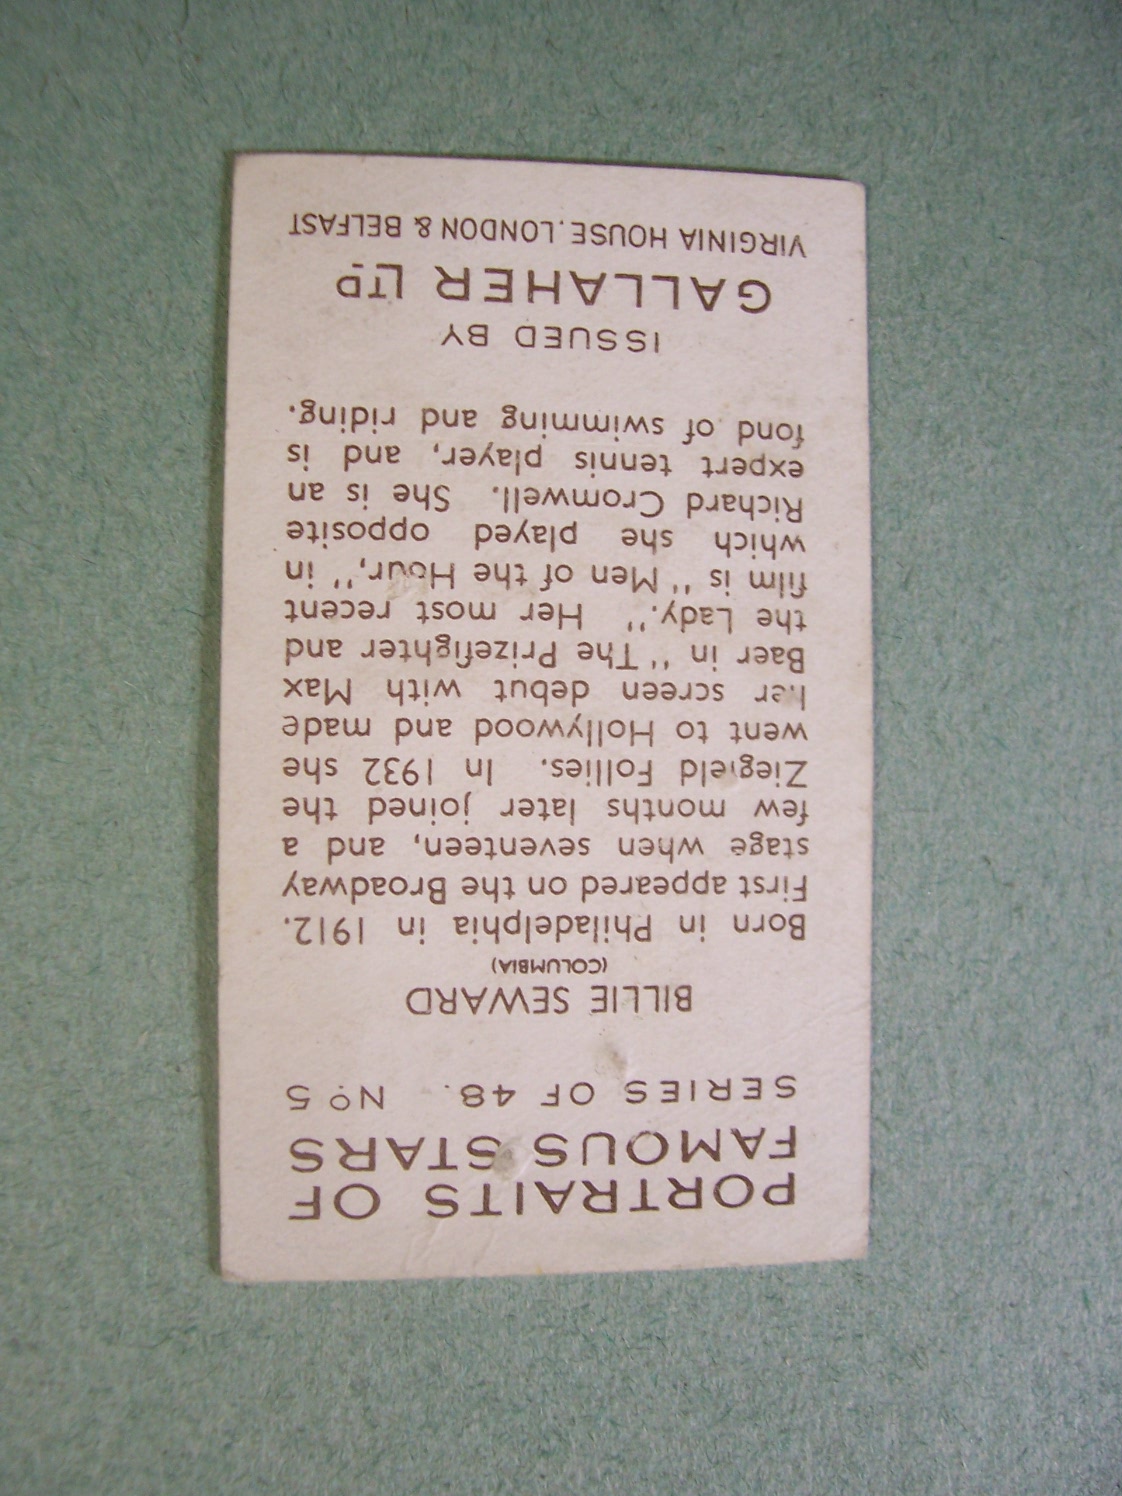 PORTRAITS OF
FAMOUS STARS
SERIES OF 48. Nº 5
BILLIE SEWARD
(COLUMBIA)
Born in Philadelphia in 1912.
First appeared on the Broadway
stage when seventeen, and a
few months later joined the
Ziegfeld Follies. In 1932 she
went to Hollywood and made
her screen debut with Max
Baer in "The Prizefighter and
the Lady." Her most recent
film is "Men of the Hour," in
which she played opposite
Richard Cromwell. She is an
expert tennis player, and is
fond of swimming and riding.
ISSUED BY
GALLAHER LTD
VIRGINIA HOUSE. LONDON & BELFAST